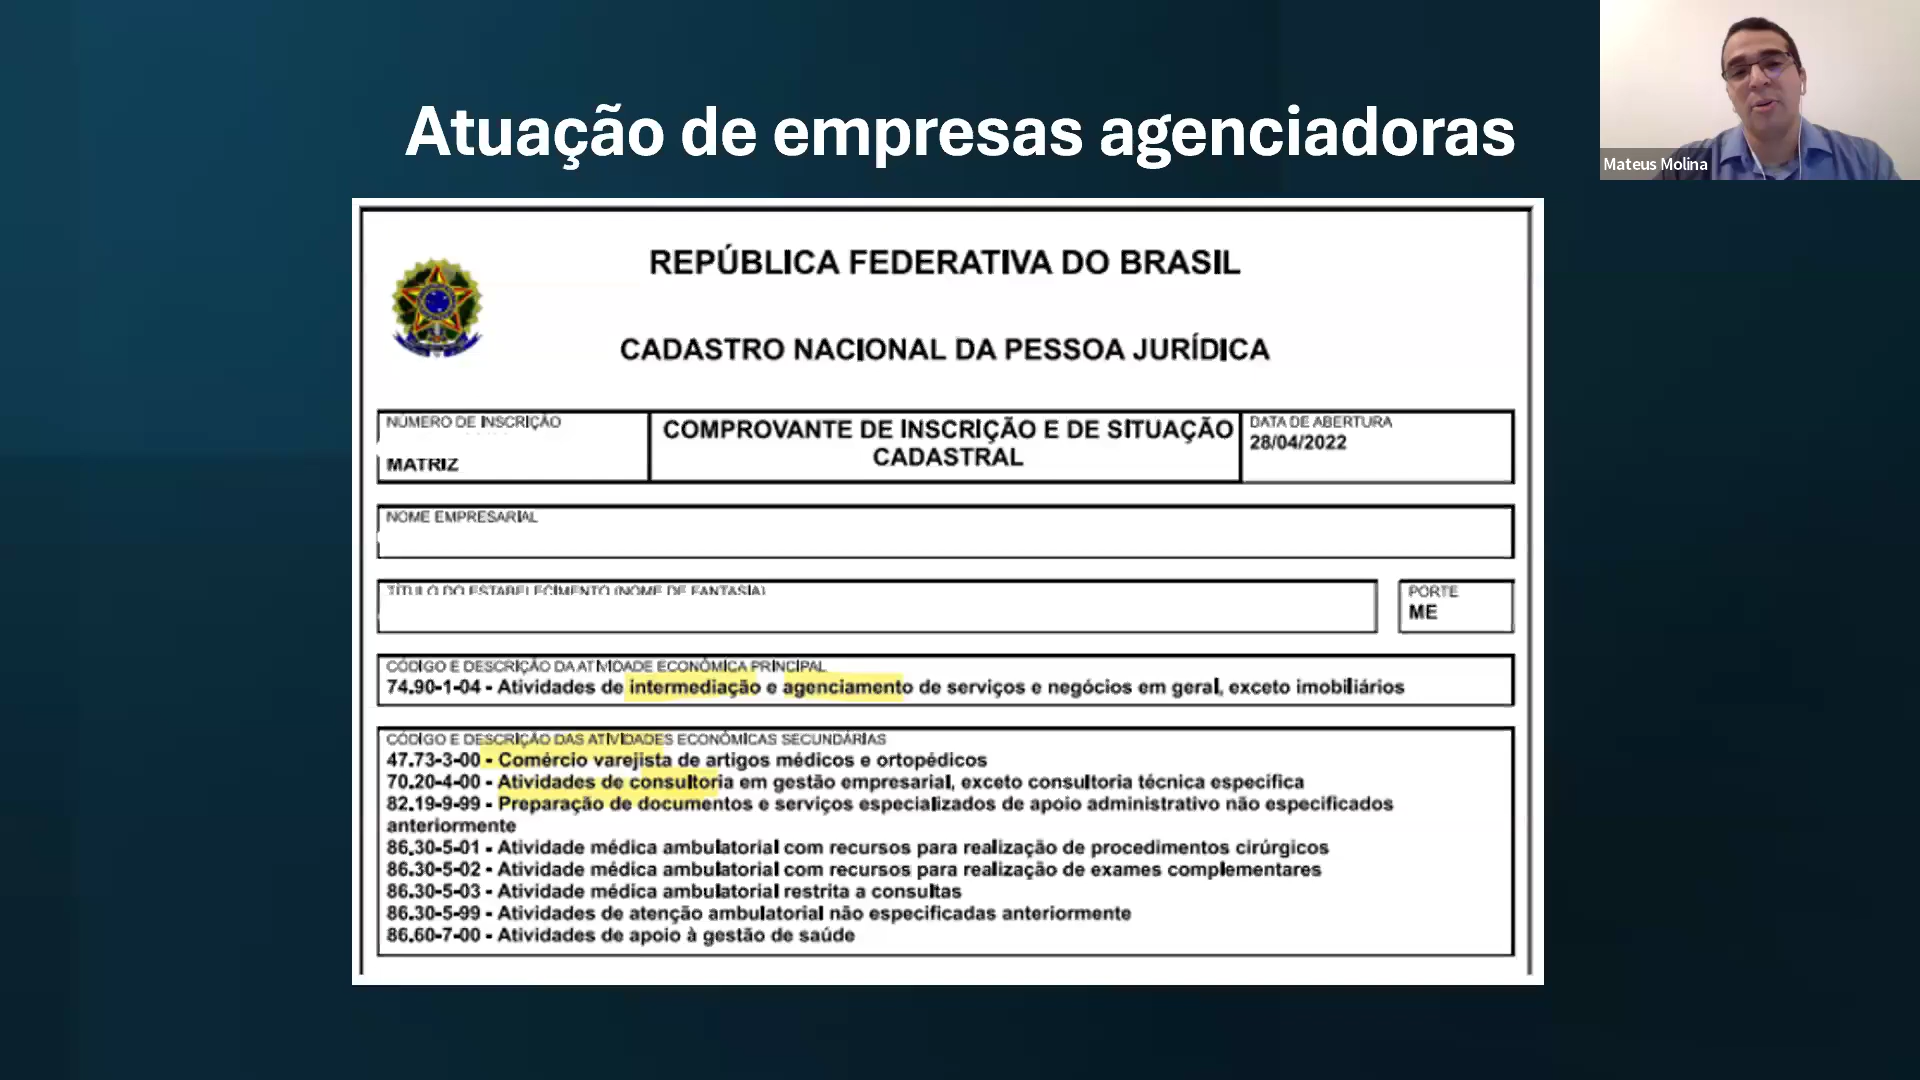 Atuação de empresas agenciadoras
Mateus Molina
REPÚBLICA FEDERATIVA DO BRASIL
CADASTRO NACIONAL DA PESSOA JURÍDICA
NÚMERO DE INSCRIÇÃO
MATRIZ
COMPROVANTE DE INSCRIÇÃO E DE SITUAÇÃO
CADASTRAL
DATA DE ABERTURA
28/04/2022
NOME EMPRESARIAL
TÍTULO DO ESTABELECIMENTO (NOME DE FANTASIA)
PORTE
ME
CÓDIGO E DESCRIÇÃO DA ATIVIDADE ECONÔMICA PRINCIPAL
74.90-1-04 - Atividades de intermediação e agenciamento de serviços e negócios em geral, exceto imobiliários
CÓDIGO E DESCRIÇÃO DAS ATIVIDADES ECONÔMICAS SECUNDÁRIAS
47.73-3-00 - Comércio varejista de artigos médicos e ortopédicos
70.20-4-00 - Atividades de consultoria em gestão empresarial, exceto consultoria técnica específica
82.19-9-99 - Preparação de documentos e serviços especializados de apoio administrativo não especificados
anteriormente
86.30-5-01 - Atividade médica ambulatorial com recursos para realização de procedimentos cirúrgicos
86.30-5-02 - Atividade médica ambulatorial com recursos para realização de exames complementares
86.30-5-03 - Atividade médica ambulatorial restrita a consultas
86.30-5-99 - Atividades de atenção ambulatorial não especificadas anteriormente
86.60-7-00 - Atividades de apoio à gestão de saúde